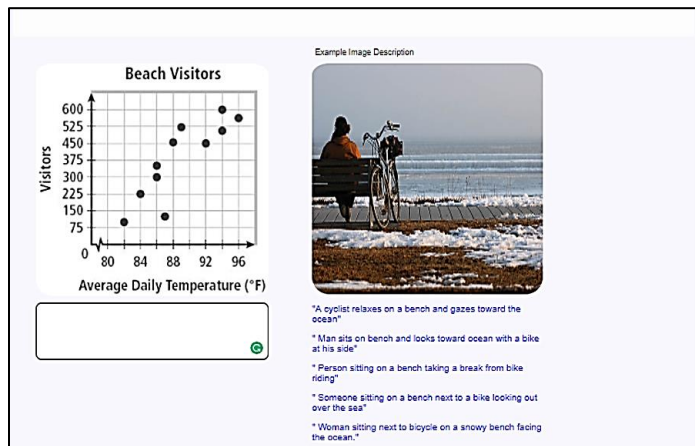 Example Image Description
Beach Visitors
600
525
450
375
300
225
150
75
0
Visitors
80 84 88 92 96
Average Daily Temperature (°F)
"A cyclist relaxes on a bench and gazes toward the
ocean"
" Man sits on bench and looks toward ocean with a bike
at his side"
" Person sitting on a bench taking a break from bike
riding"
" Someone sitting on a bench next to a bike looking out
over the sea"
" Woman sitting next to bicycle on a snowy bench facing
the ocean."